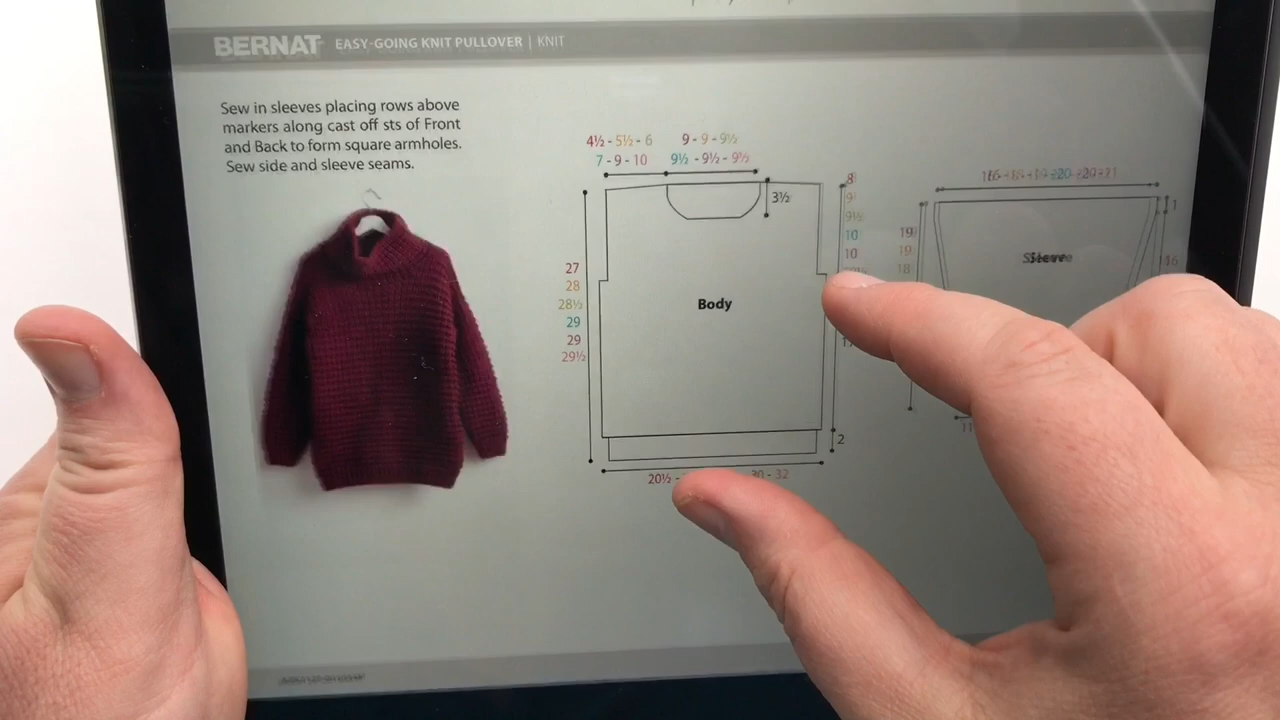 BERNAT EASY-GOING KNIT PULLOVER | KNIT
Sew in sleeves placing rows above
markers along cast off sts of Front
and Back to form square armholes.
Sew side and sleeve seams.
4½ - 5½ - 6
7 - 9 - 10
9 - 9 - 9½
9½ - 9½ - 9½
3½
27
28
28½
29
29
29½
Body
8
9
9½
10
10
2
20½ -
30 - 32
19
19
18
Sleeve
1
16